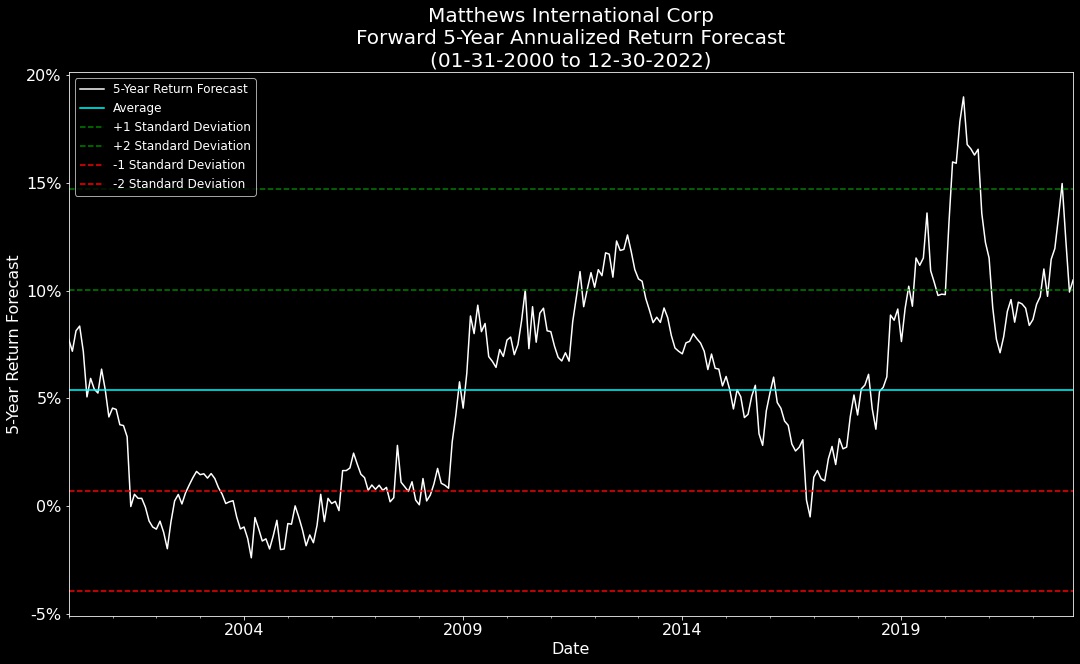 Matthews International Corp
Forward 5-Year Annualized Return Forecast
(01-31-2000 to 12-30-2022)
5-Year Return Forecast
Average
+1 Standard Deviation
+2 Standard Deviation
-1 Standard Deviation
-2 Standard Deviation
20%
15%
10%
5%
0%
-5%
5-Year Return Forecast
2004
2009
2014
2019
Date